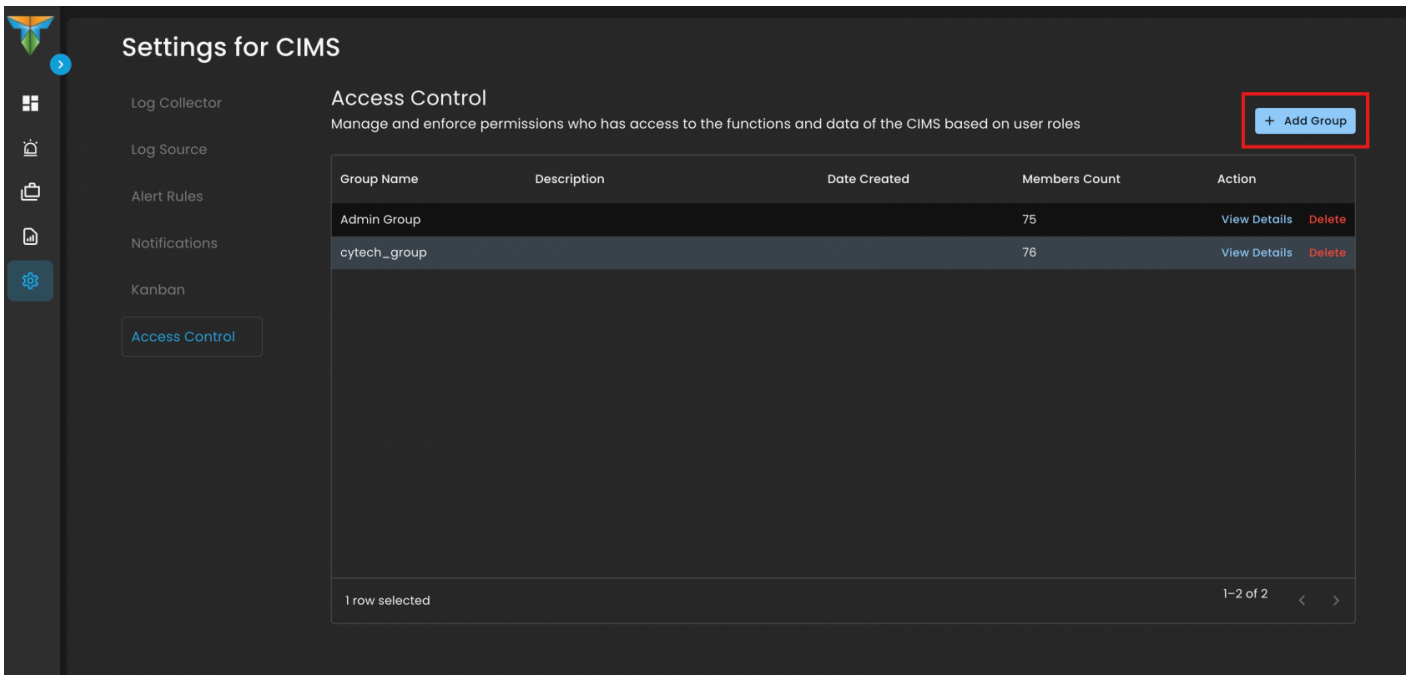 Settings for CIMS
Log Collector
Log Source
Alert Rules
Notifications
Kanban
Access Control
Access Control
Manage and enforce permissions who has access to the functions and data of the CIMS based on user roles
+ Add Group
Group Name Description Date Created Members Count Action
Admin Group 75 View Details Delete
cytech_group 76 View Details Delete
1 row selected 1–2 of 2